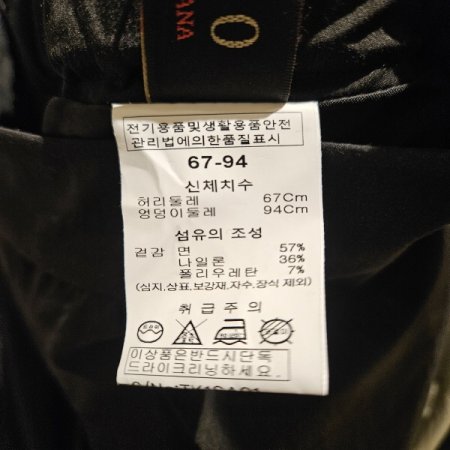 O
ANA
전기용품및생활용품안전
관리법에의한품질표시
67-94
신체치수
허리둘레 67Cm
엉덩이둘레 94Cm
섬유의 조성
겉감 면 57%
나일론 36%
폴리우레탄 7%
(심지,상표,보강재,자수,장식 제외)
취급주의
이상품은반드시단독
드라이크리닝하세요